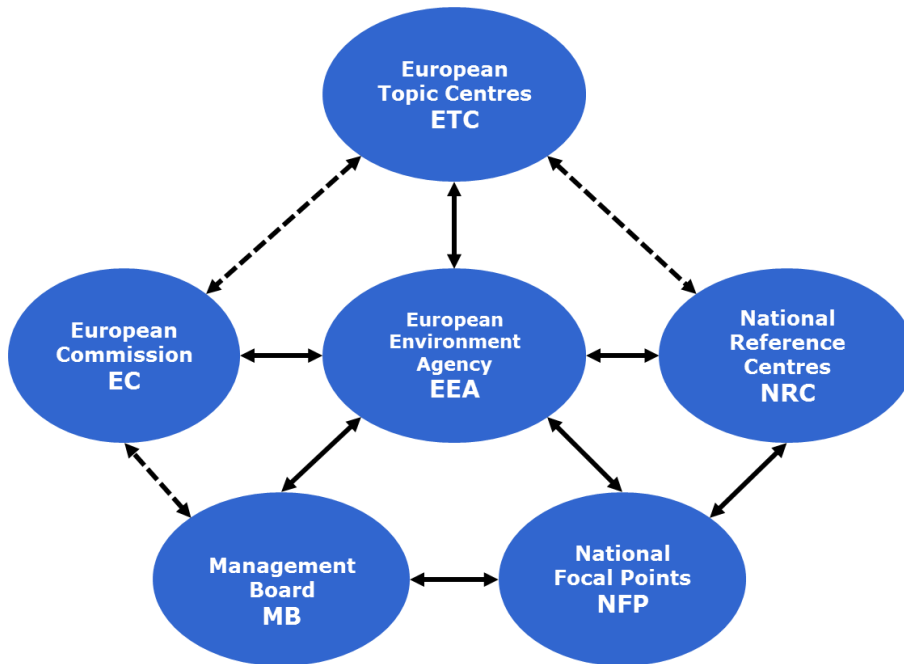 European
Topic Centres
ETC
European
Commission
EC
European
Environment
Agency
EEA
National
Reference
Centres
NRC
Management
Board
MB
National
Focal Points
NFP